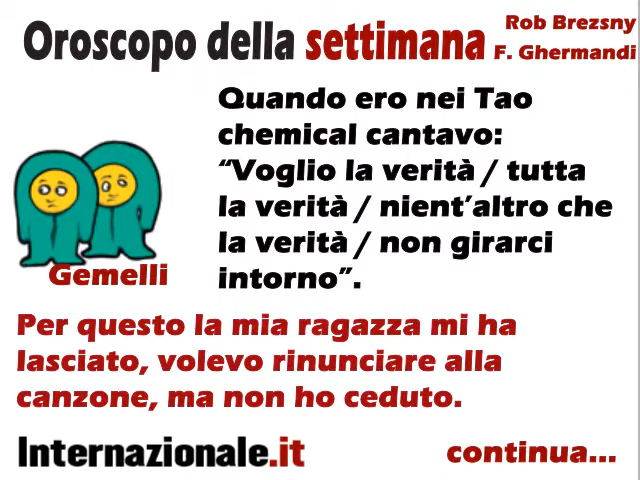 Oroscopo della settimana
Rob Brezsny
F. Ghermandi
Quando ero nei Tao
chemical cantavo:
“Voglio la verità / tutta
la verità / nient’altro che
la verità / non girarci
intorno”.
Gemelli
Per questo la mia ragazza mi ha
lasciato, volevo rinunciare alla
canzone, ma non ho ceduto.
Internazionale.it
continua...